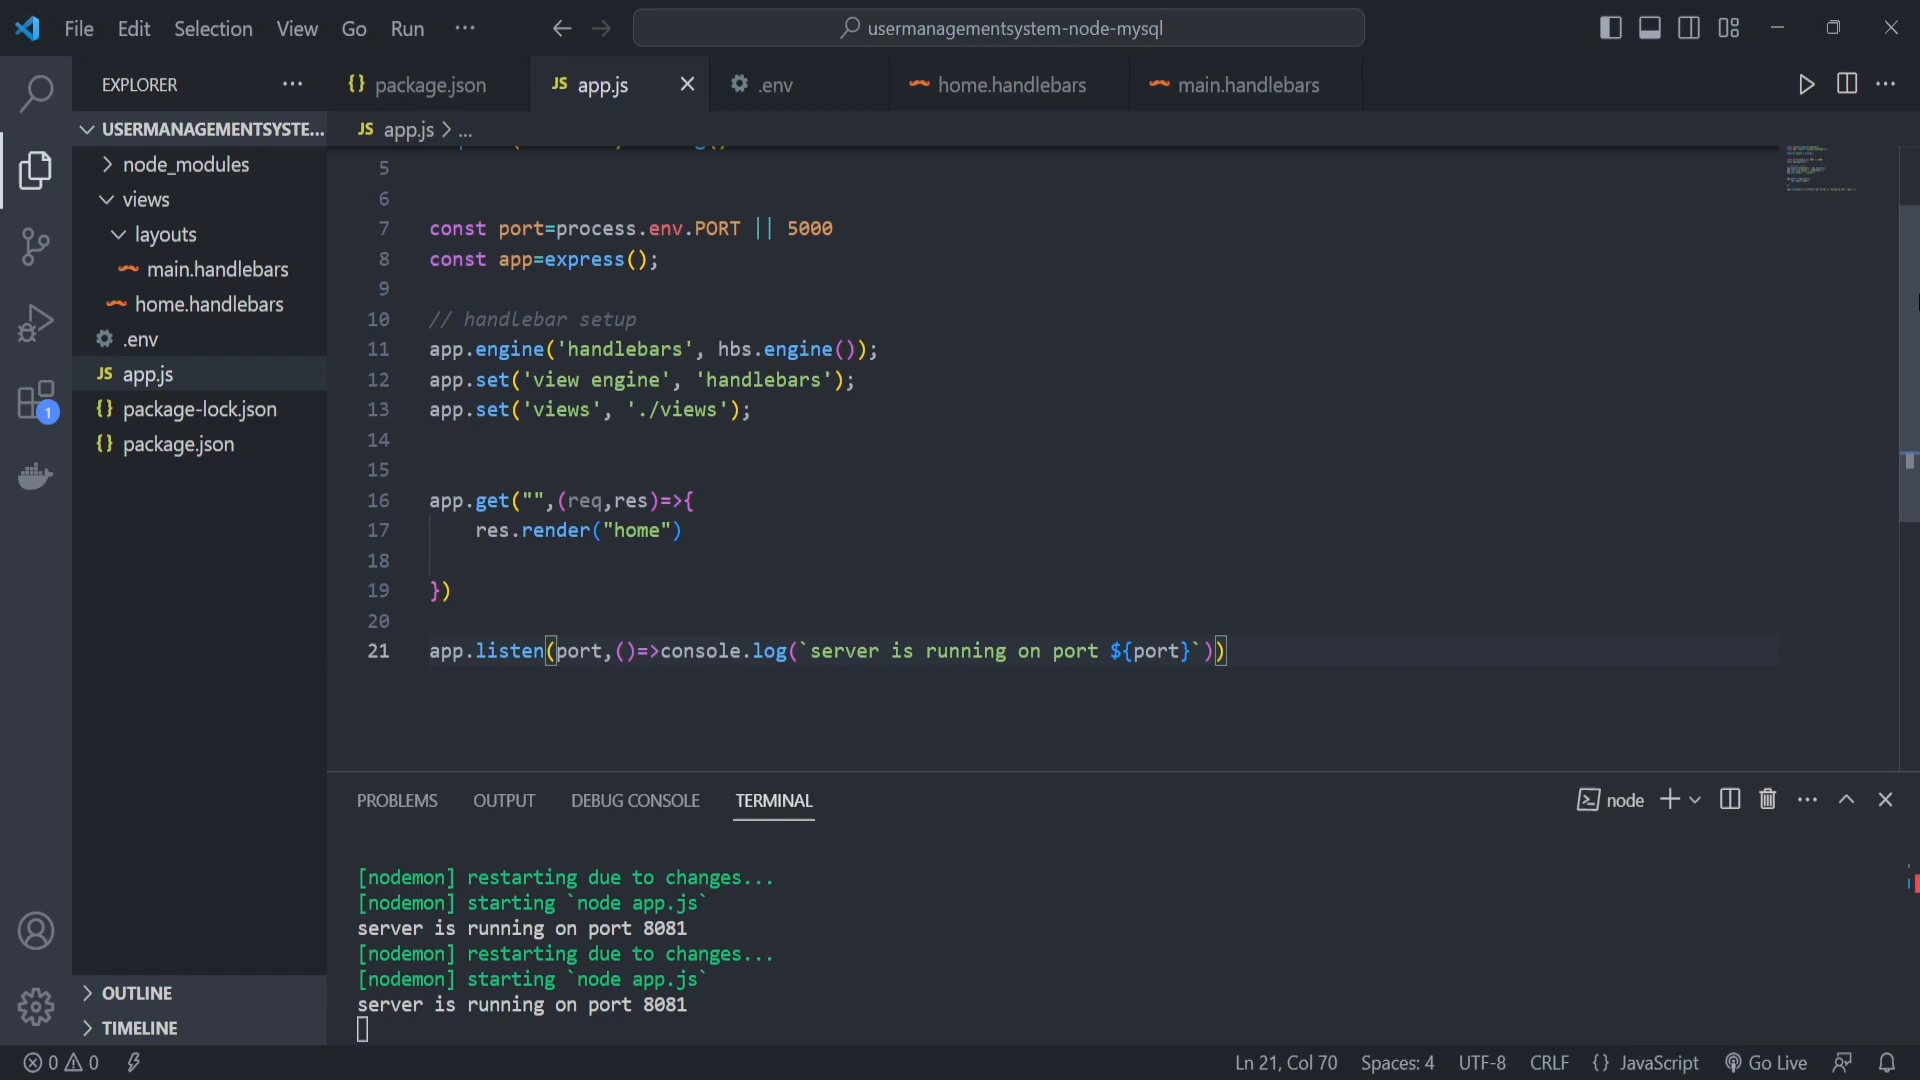 File Edit Selection View Go Run ···
usermanagementsystem-node-mysql
EXPLORER ···
{} package.json
JS app.js
.env
home.handlebars
main.handlebars
USERMANAGEMENTSYSTE...
JS app.js > ...
node_modules
views
layouts
main.handlebars
home.handlebars
.env
JS app.js
{} package-lock.json
{} package.json
1
5
6
7 const port=process.env.PORT || 5000
8 const app=express();
9
10 // handlebar setup
11 app.engine('handlebars', hbs.engine());
12 app.set('view engine', 'handlebars');
13 app.set('views', './views');
14
15
16 app.get("",(req,res)=>{
17 res.render("home")
18
19 })
20
21 app.listen(port,()=>console.log(`server is running on port ${port}`))
PROBLEMS OUTPUT DEBUG CONSOLE TERMINAL
node
[nodemon] restarting due to changes...
[nodemon] starting `node app.js`
server is running on port 8081
[nodemon] restarting due to changes...
[nodemon] starting `node app.js`
server is running on port 8081
OUTLINE
TIMELINE
0 0
Ln 21, Col 70 Spaces: 4 UTF-8 CRLF {} JavaScript Go Live